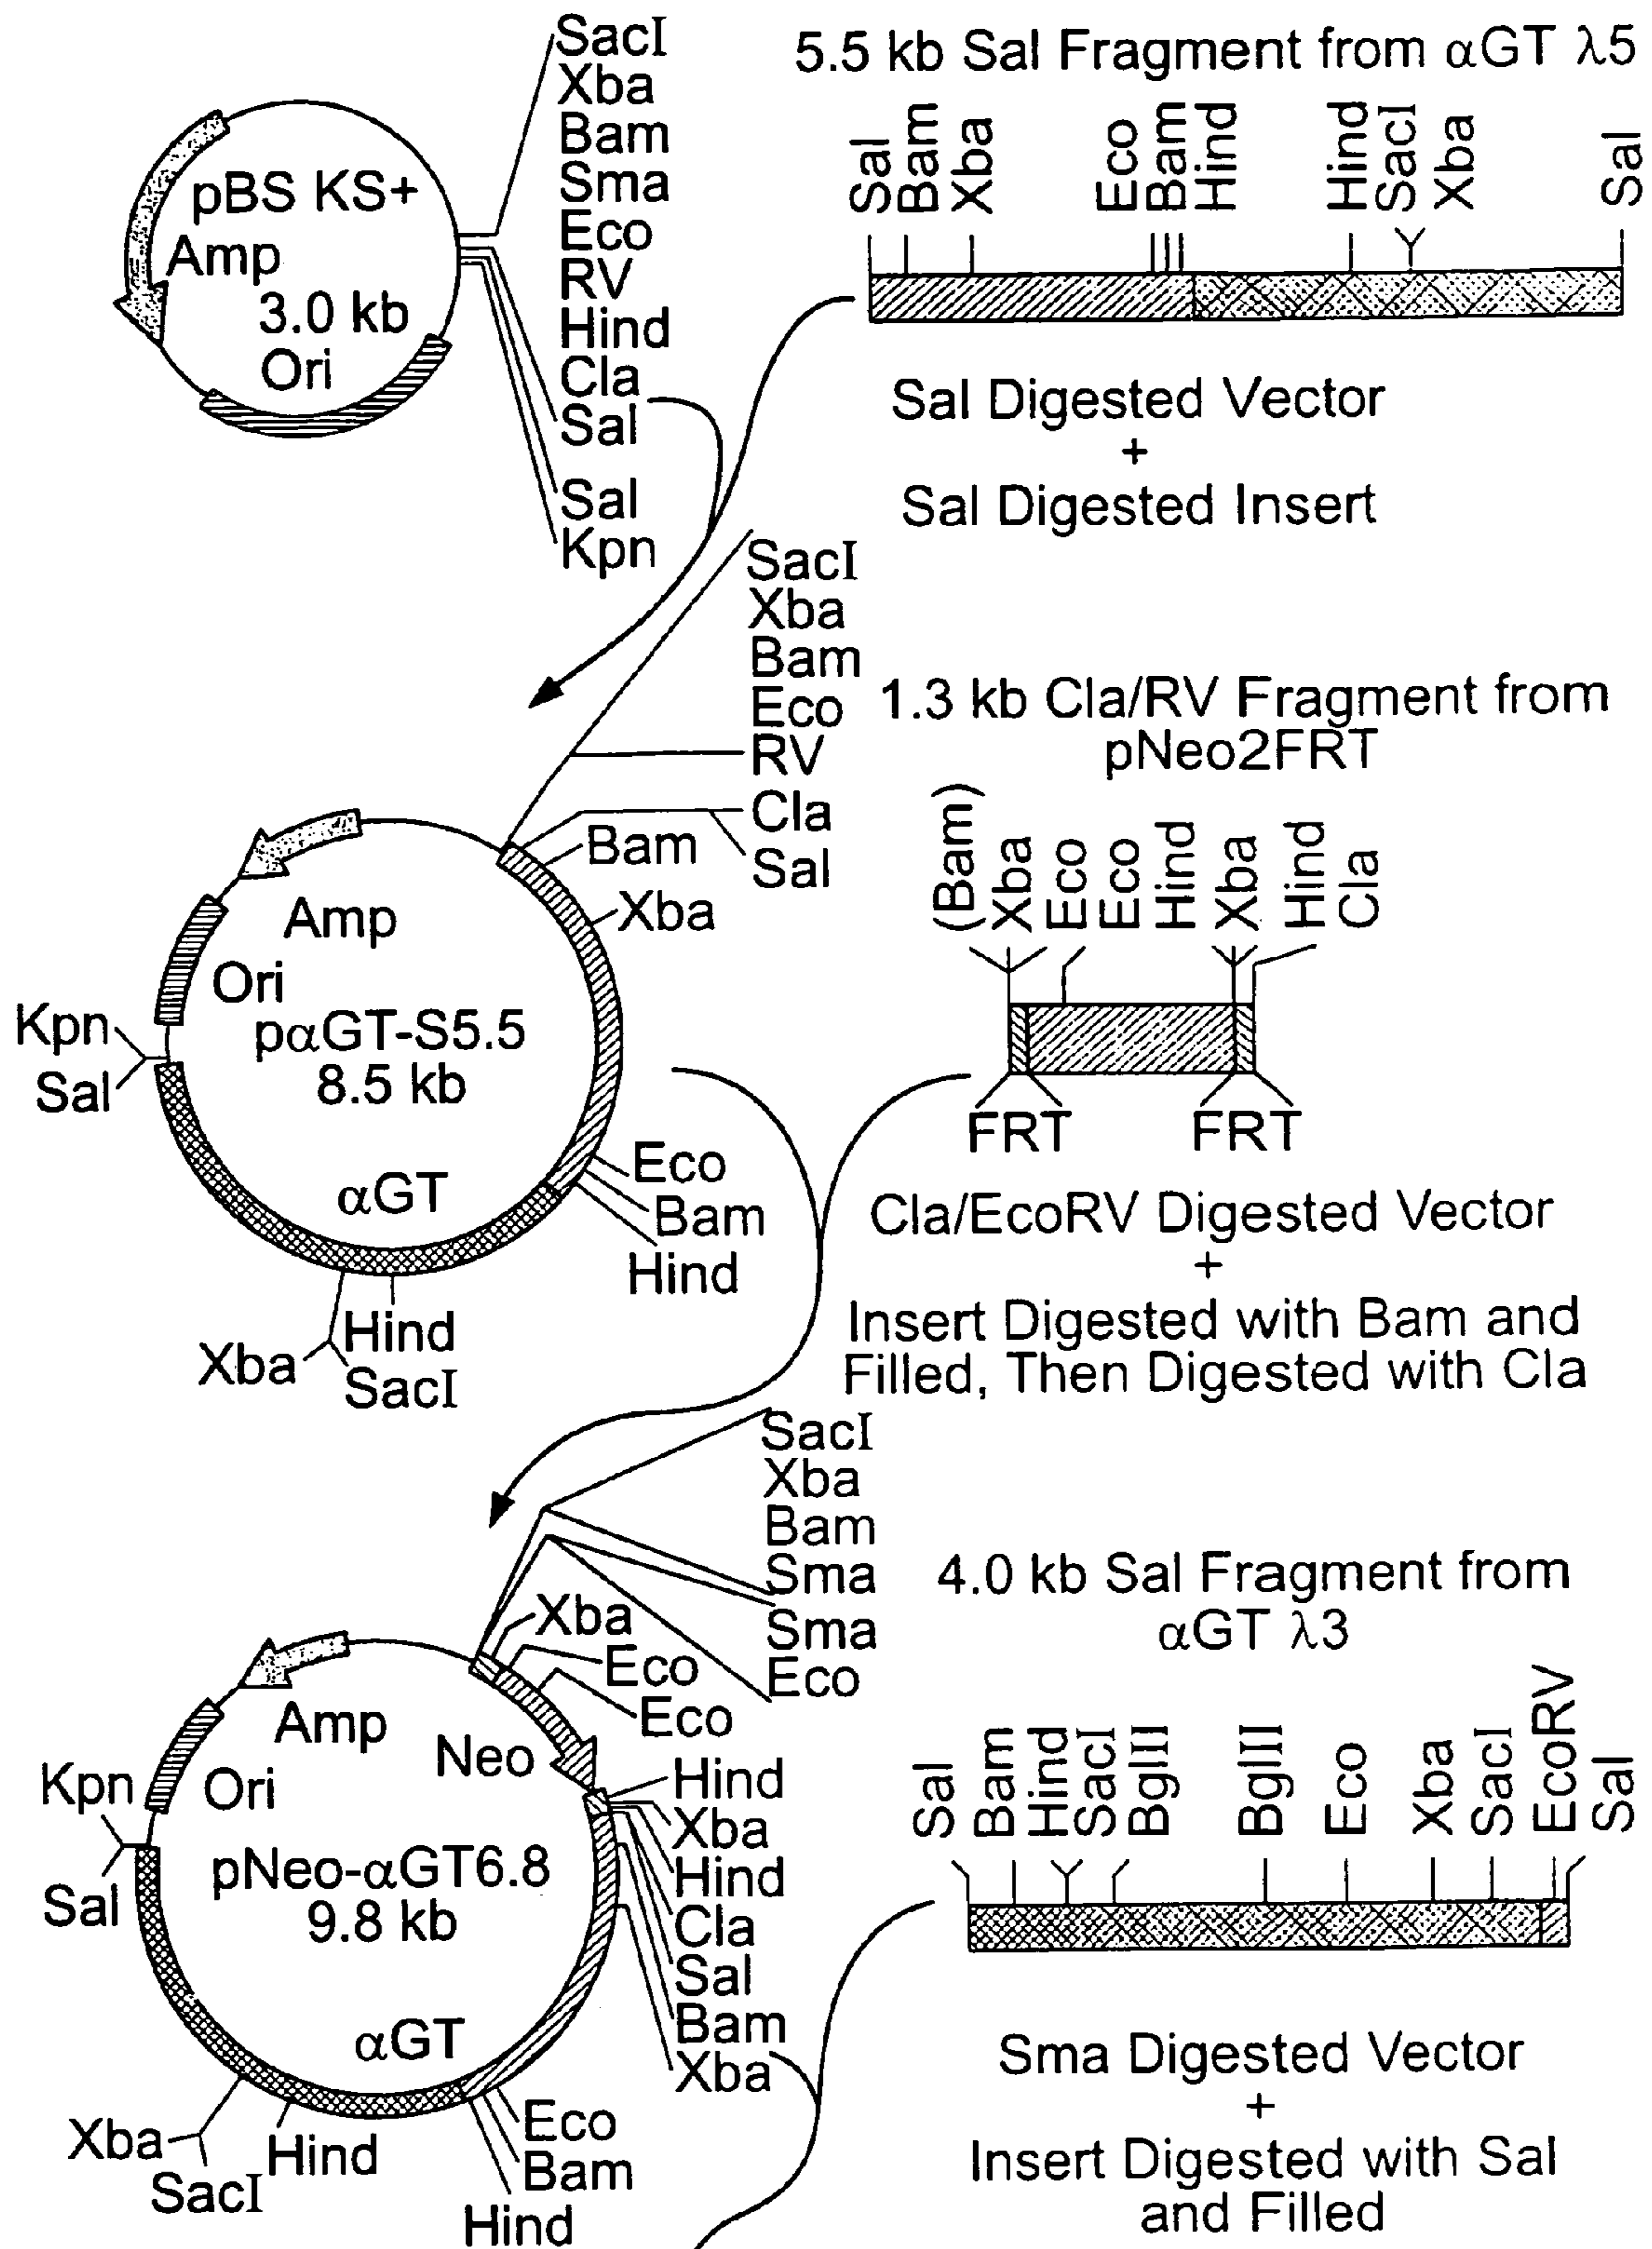 SacI
Xba
Bam
Sma
Eco
RV
Hind
Cla
Sal
Sal
Kpn
pBS KS+
Amp
3.0 kb
Ori
5.5 kb Sal Fragment from αGT λ5
Sal
Bam
Xba
Eco
Bam
Hind
Hind
SacI
Xba
Sal
Sal Digested Vector
+
Sal Digested Insert
SacI
Xba
Bam
Eco
RV
Cla
Sal
Bam
Xba
Amp
Ori
Kpn
Sal
pαGT-S5.5
8.5 kb
αGT
Eco
Bam
Hind
Hind
Xba
SacI
1.3 kb Cla/RV Fragment from
pNeo2FRT
(Bam)
Xba
Eco
Eco
Hind
Xba
Hind
Cla
FRT
FRT
Cla/EcoRV Digested Vector
+
Insert Digested with Bam and
Filled, Then Digested with Cla
SacI
Xba
Bam
Sma
Sma
Eco
Xba
Eco
Eco
Amp
Neo
Ori
Kpn
Sal
pNeo-αGT6.8
9.8 kb
Hind
Xba
Hind
Cla
Sal
Bam
Xba
αGT
Eco
Bam
Hind
Hind
Xba
SacI
4.0 kb Sal Fragment from
αGT λ3
Sal
Bam
Hind
SacI
BglII
BglII
Eco
Xba
SacI
EcoRV
Sal
Sma Digested Vector
+
Insert Digested with Sal
and Filled